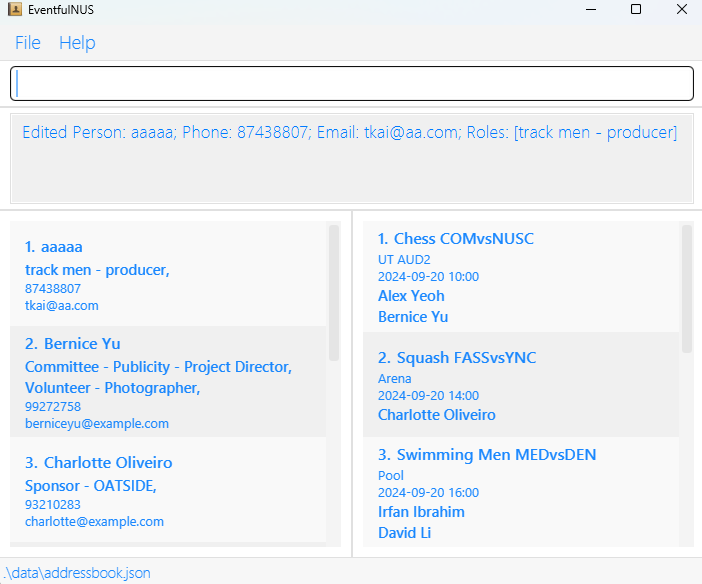 EventfulNUS
File Help
Edited Person: aaaaa; Phone: 87438807; Email: tkai@aa.com; Roles: [track men - producer]
1. aaaaa
track men - producer,
87438807
tkai@aa.com
2. Bernice Yu
Committee - Publicity - Project Director,
Volunteer - Photographer,
99272758
berniceyu@example.com
3. Charlotte Oliveiro
Sponsor - OATSIDE,
93210283
charlotte@example.com
1. Chess COMvsNUSC
UT AUD2
2024-09-20 10:00
Alex Yeoh
Bernice Yu
2. Squash FASSvsYNC
Arena
2024-09-20 14:00
Charlotte Oliveiro
3. Swimming Men MEDvsDEN
Pool
2024-09-20 16:00
Irfan Ibrahim
David Li
.\data\addressbook.json